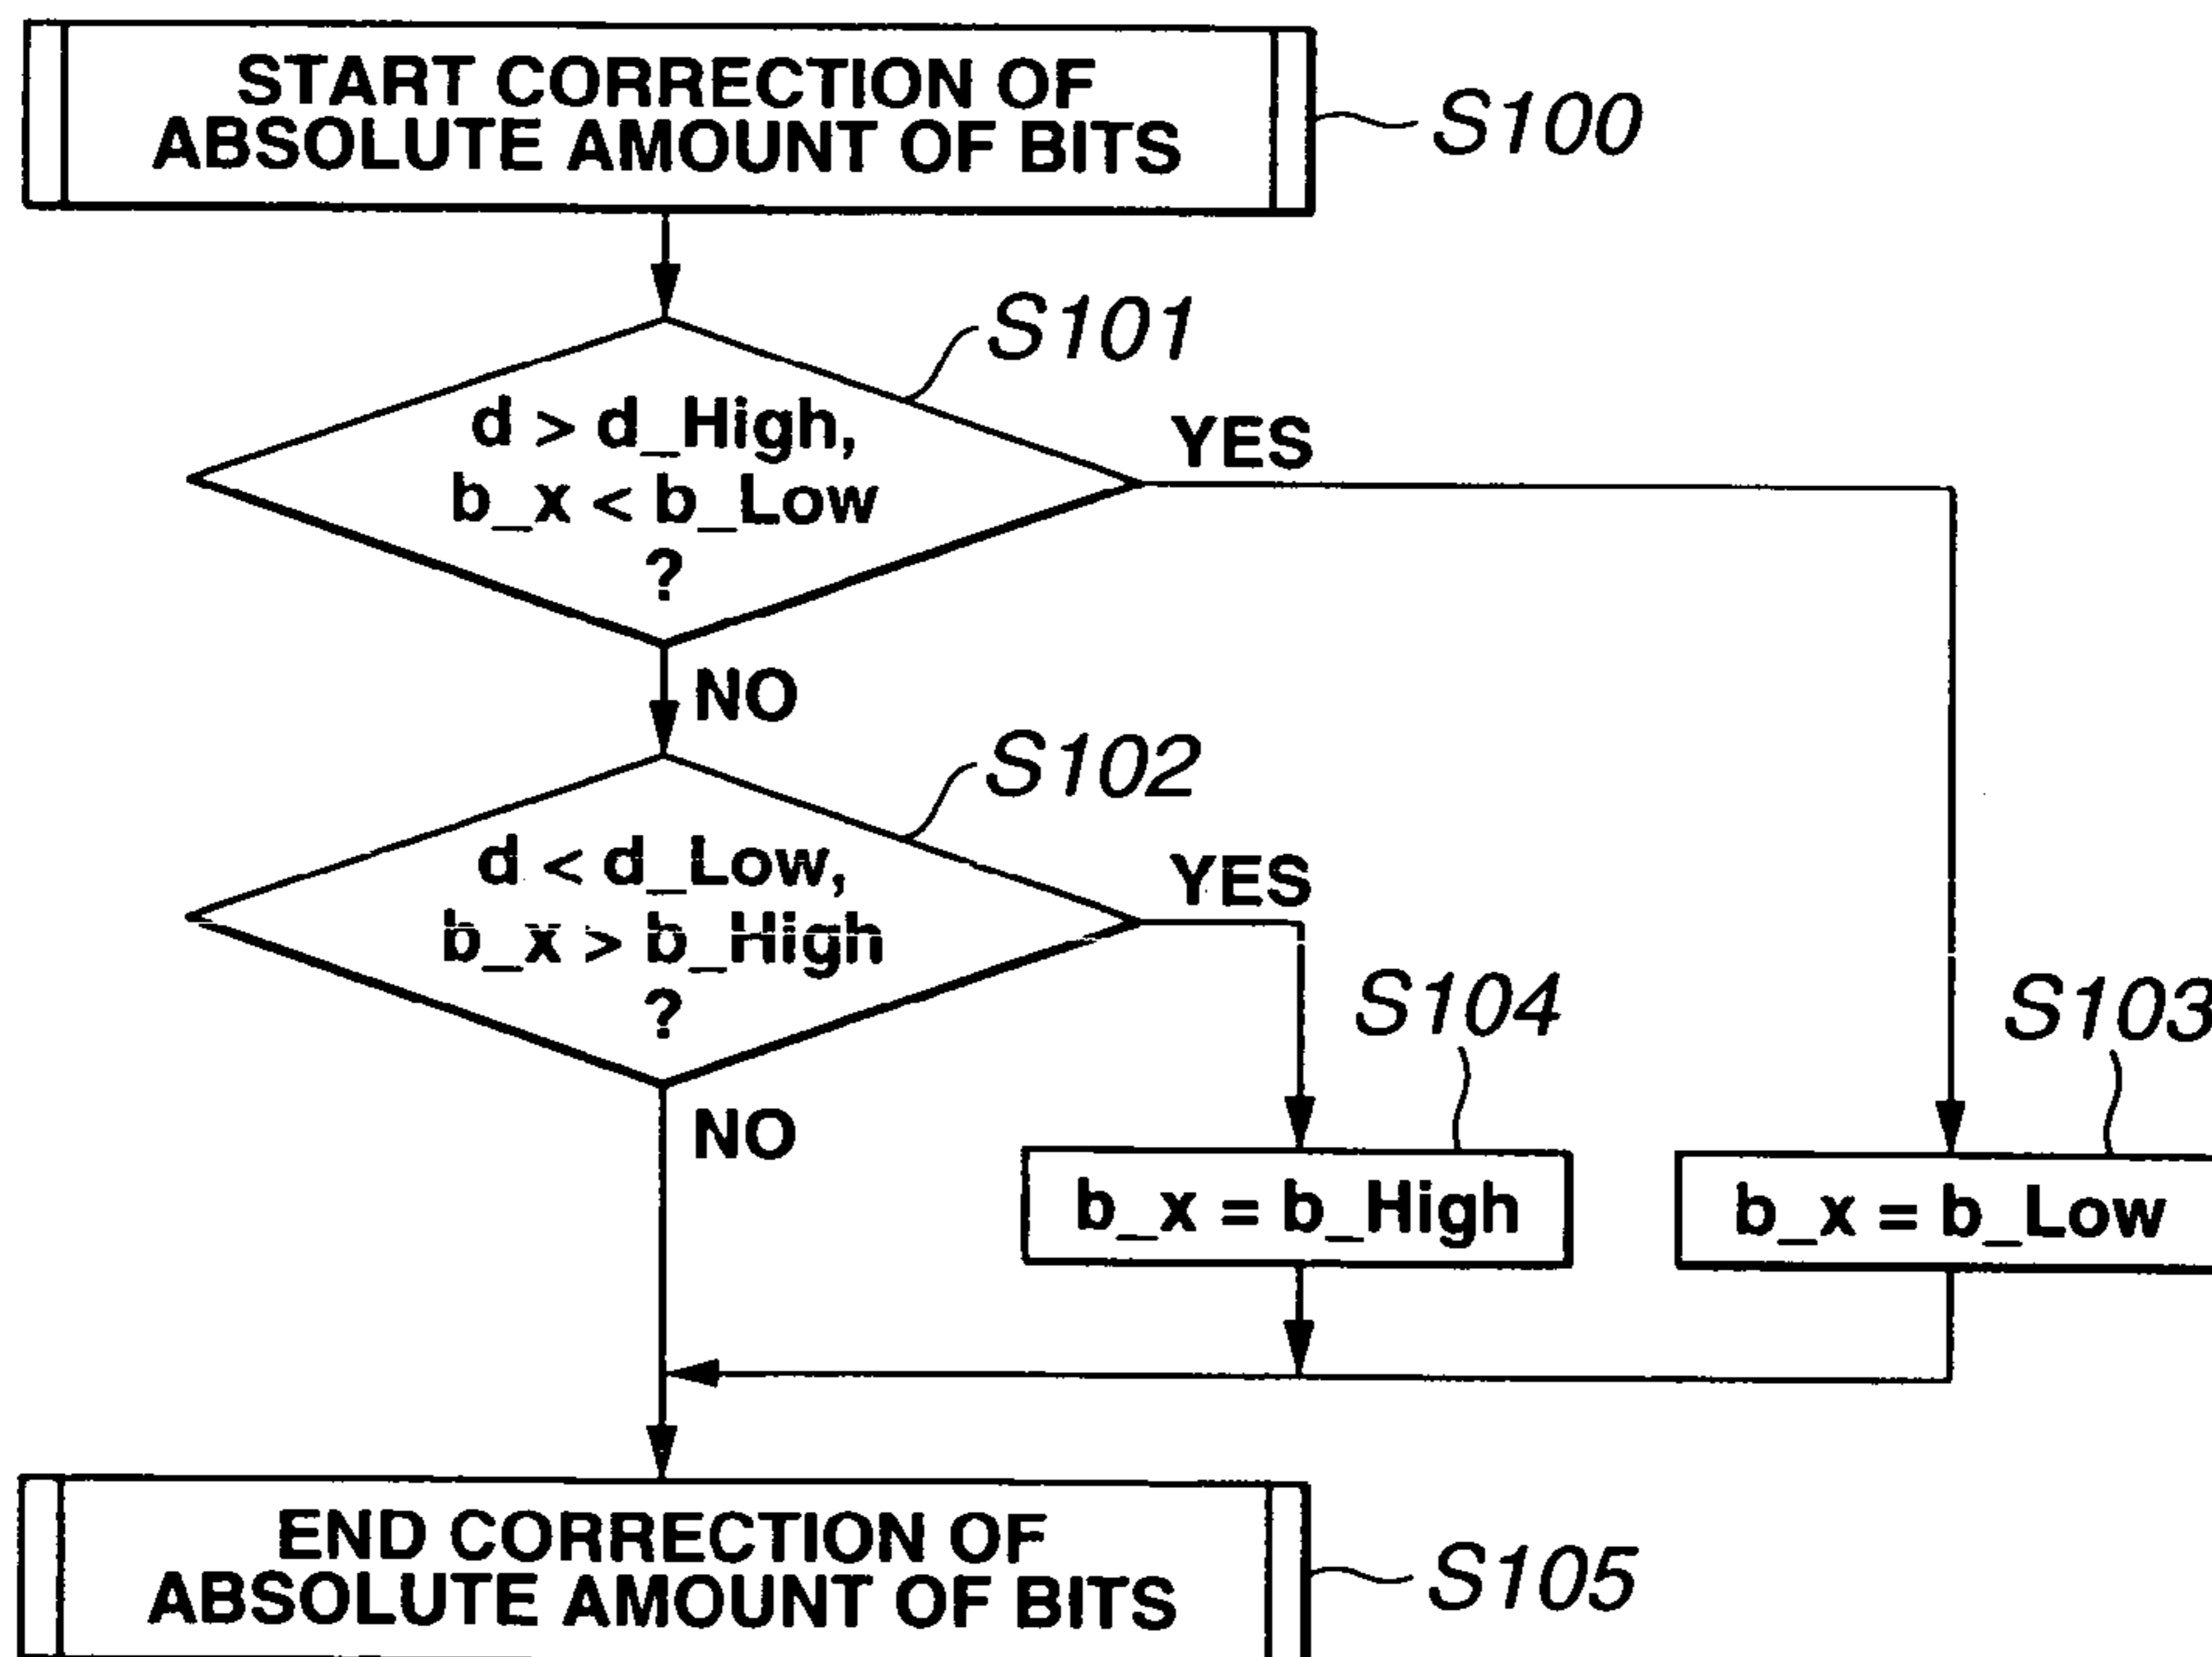 START CORRECTION OF
ABSOLUTE AMOUNT OF BITS
S100
S101
d > d_High,
b_x < b_Low
?
YES
NO
S102
d < d_Low,
b_x > b_High
?
YES
NO
S104
S103
b_x = b_High
b_x = b_Low
END CORRECTION OF
ABSOLUTE AMOUNT OF BITS
S105